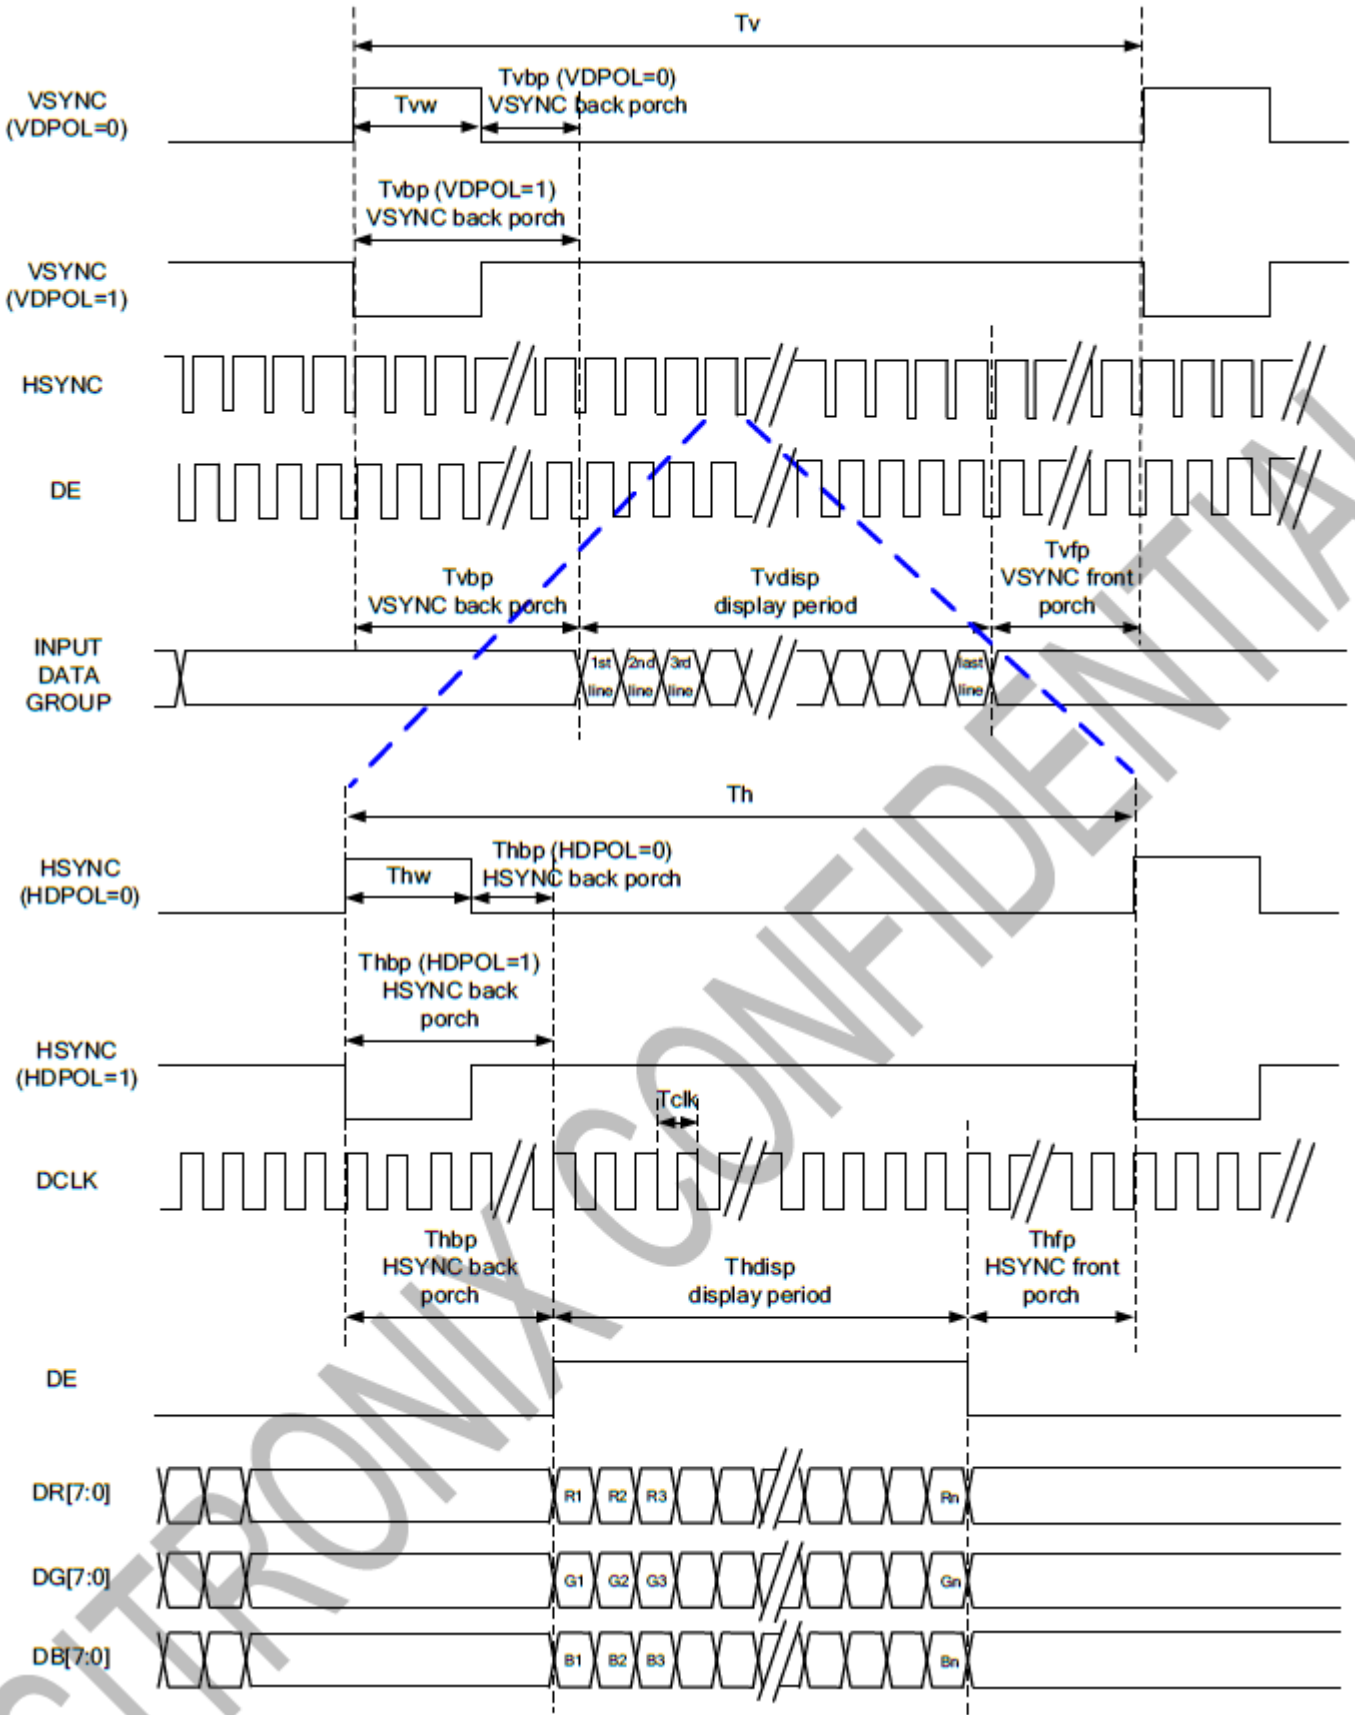 Tv
Tvbp (VDPOL=0)
VSYNC back porch
VSYNC
(VDPOL=0)
Tvw
Tvbp (VDPOL=1)
VSYNC back porch
VSYNC
(VDPOL=1)
HSYNC
DE
Tvbp
VSYNC back porch
Tvdisp
display period
Tvfp
VSYNC front
porch
INPUT
DATA
GROUP
1st
line
2nd
line
3rd
line
last
line
Th
Thbp (HDPOL=0)
HSYNC back porch
HSYNC
(HDPOL=0)
Thw
Thbp (HDPOL=1)
HSYNC back
porch
HSYNC
(HDPOL=1)
Tclk
DCLK
Thbp
HSYNC back
porch
Thdisp
display period
Thfp
HSYNC front
porch
DE
DR[7:0]
R1 R2 R3 Rn
DG[7:0]
G1 G2 G3 Gn
DB[7:0]
B1 B2 B3 Bn
CONFIDENTIAL